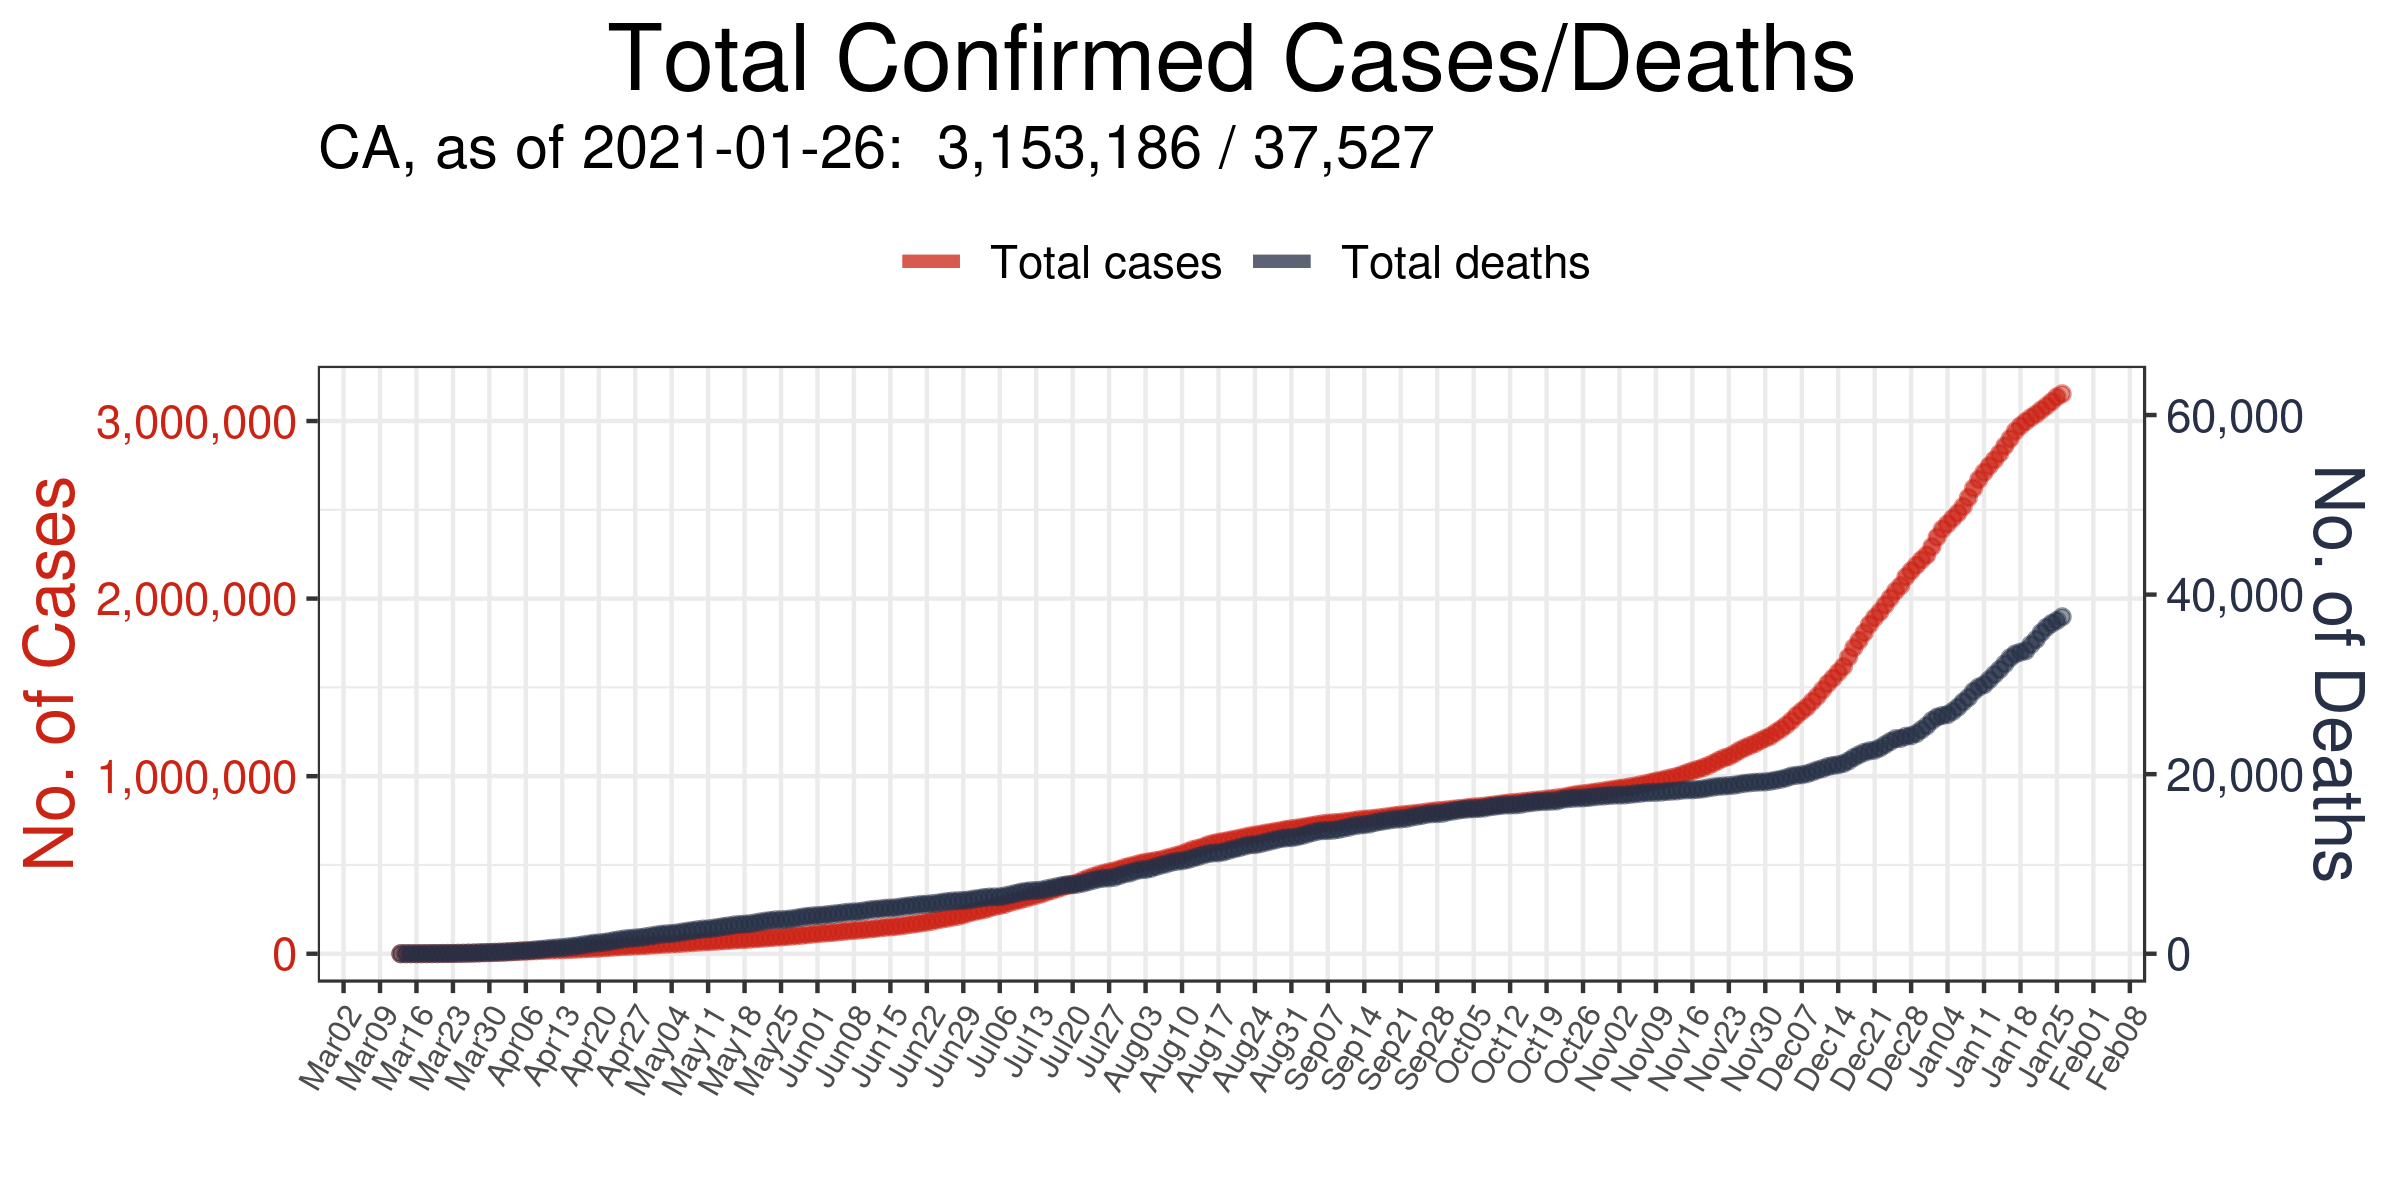 Total Confirmed Cases/Deaths
CA, as of 2021-01-26: 3,153,186 / 37,527
Total cases
Total deaths
No. of Cases
3,000,000
2,000,000
1,000,000
0
60,000
40,000
20,000
0
No. of Deaths
Mar02
Mar09
Mar16
Mar23
Mar30
Apr06
Apr13
Apr20
Apr27
May04
May11
May18
May25
Jun01
Jun08
Jun15
Jun22
Jun29
Jul06
Jul13
Jul20
Jul27
Aug03
Aug10
Aug17
Aug24
Aug31
Sep07
Sep14
Sep21
Sep28
Oct05
Oct12
Oct19
Oct26
Nov02
Nov09
Nov16
Nov23
Nov30
Dec07
Dec14
Dec21
Dec28
Jan04
Jan11
Jan18
Jan25
Feb01
Feb08